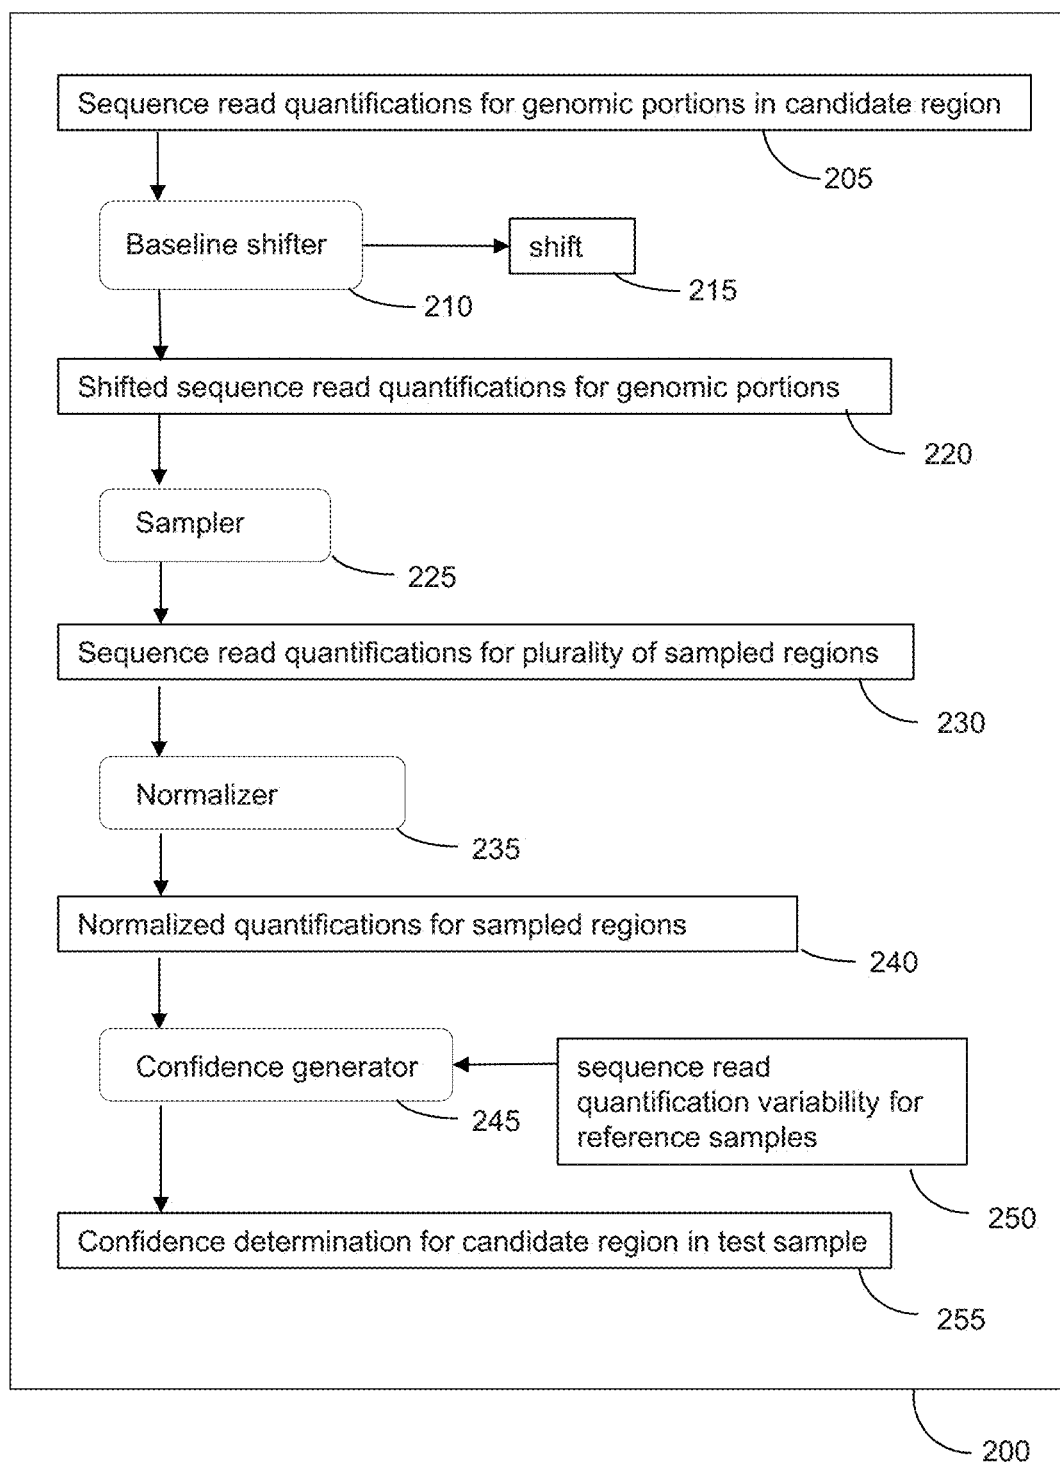 Sequence read quantifications for genomic portions in candidate region
205
Baseline shifter
shift
210
215
Shifted sequence read quantifications for genomic portions
220
Sampler
225
Sequence read quantifications for plurality of sampled regions
230
Normalizer
235
Normalized quantifications for sampled regions
240
Confidence generator
245
sequence read
quantification variability for
reference samples
250
Confidence determination for candidate region in test sample
255
200